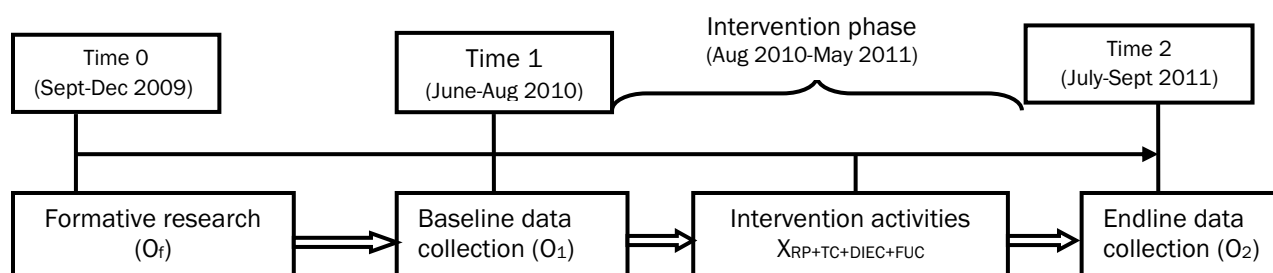 Time 0
(Sept-Dec 2009)
Time 1
(June-Aug 2010)
Intervention phase
(Aug 2010-May 2011)
Time 2
(July-Sept 2011)
Formative research
(Of)
Baseline data
collection (O1)
Intervention activities
XRP+TC+DIEC+FUC
Endline data
collection (O2)